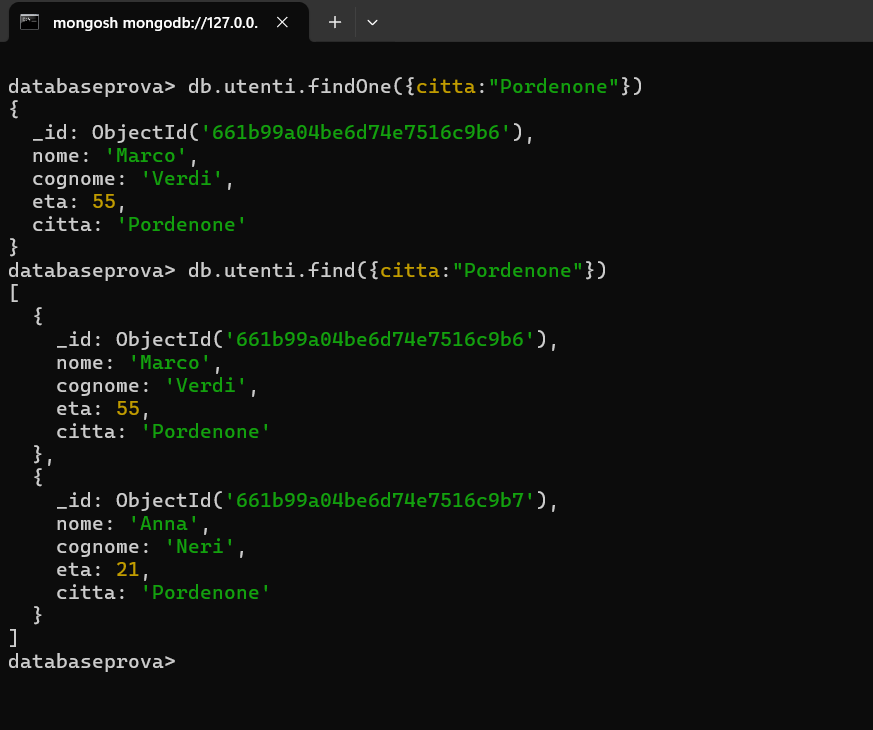 mongosh mongodb://127.0.0.
databaseprova> db.utenti.findOne({citta:"Pordenone"})
{
  _id: ObjectId('661b99a04be6d74e7516c9b6'),
  nome: 'Marco',
  cognome: 'Verdi',
  eta: 55,
  citta: 'Pordenone'
}
databaseprova> db.utenti.find({citta:"Pordenone"})
[
  {
    _id: ObjectId('661b99a04be6d74e7516c9b6'),
    nome: 'Marco',
    cognome: 'Verdi',
    eta: 55,
    citta: 'Pordenone'
  },
  {
    _id: ObjectId('661b99a04be6d74e7516c9b7'),
    nome: 'Anna',
    cognome: 'Neri',
    eta: 21,
    citta: 'Pordenone'
  }
]
databaseprova>